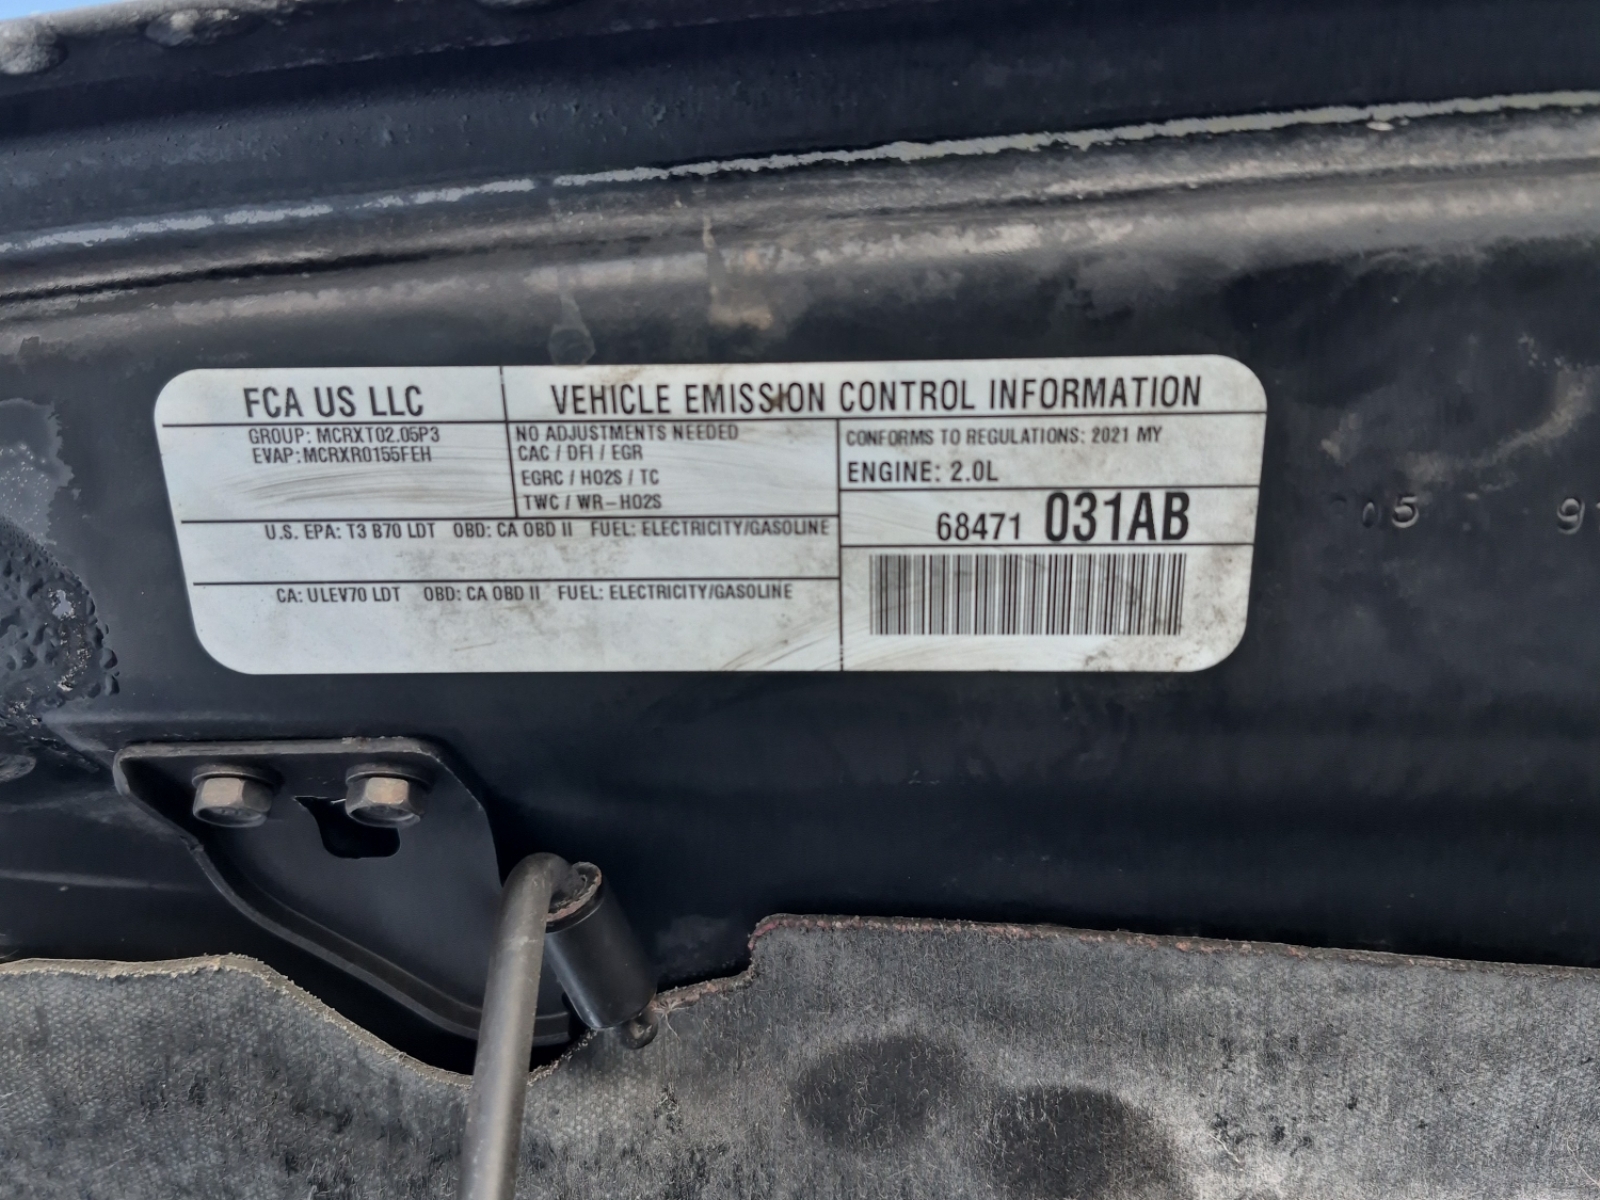 FCA US LLC
VEHICLE EMISSION CONTROL INFORMATION
GROUP: MCRXT02.05P3
EVAP: MCRXR0155FEH
NO ADJUSTMENTS NEEDED
CAC / DFI / EGR
EGRC / HO2S / TC
TWC / WR-HO2S
CONFORMS TO REGULATIONS: 2021 MY
ENGINE: 2.0L
68471 031AB
U.S. EPA: T3 B70 LDT OBD: CA OBD II FUEL: ELECTRICITY/GASOLINE
CA: ULEV70 LDT OBD: CA OBD II FUEL: ELECTRICITY/GASOLINE